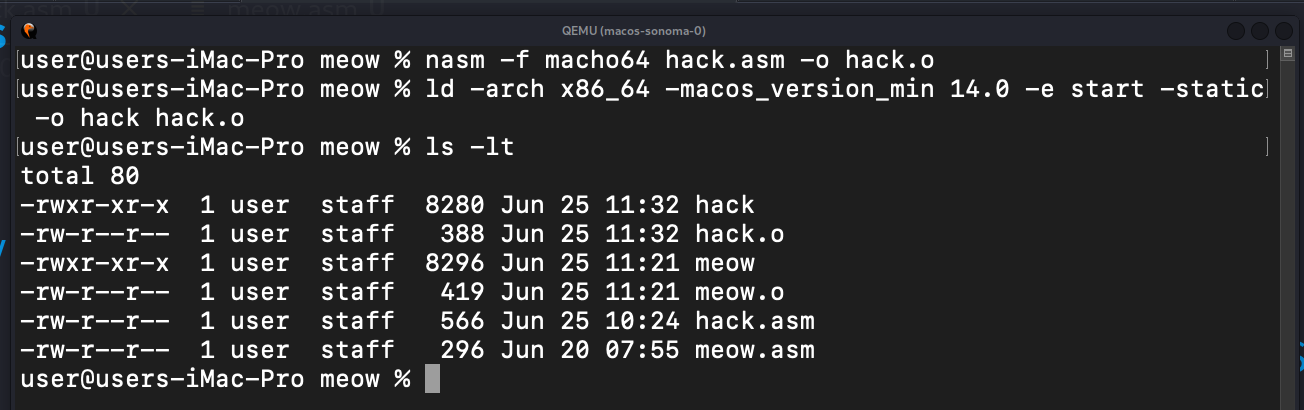 ck.asm U × meow.asm U
QEMU (macos-sonoma-0)
[user@users-iMac-Pro meow % nasm -f macho64 hack.asm -o hack.o ]
[user@users-iMac-Pro meow % ld -arch x86_64 -macos_version_min 14.0 -e start -static]
-o hack hack.o
[user@users-iMac-Pro meow % ls -lt ]
total 80
-rwxr-xr-x 1 user staff 8280 Jun 25 11:32 hack
-rw-r--r-- 1 user staff 388 Jun 25 11:32 hack.o
-rwxr-xr-x 1 user staff 8296 Jun 25 11:21 meow
-rw-r--r-- 1 user staff 419 Jun 25 11:21 meow.o
-rw-r--r-- 1 user staff 566 Jun 25 10:24 hack.asm
-rw-r--r-- 1 user staff 296 Jun 20 07:55 meow.asm
user@users-iMac-Pro meow %